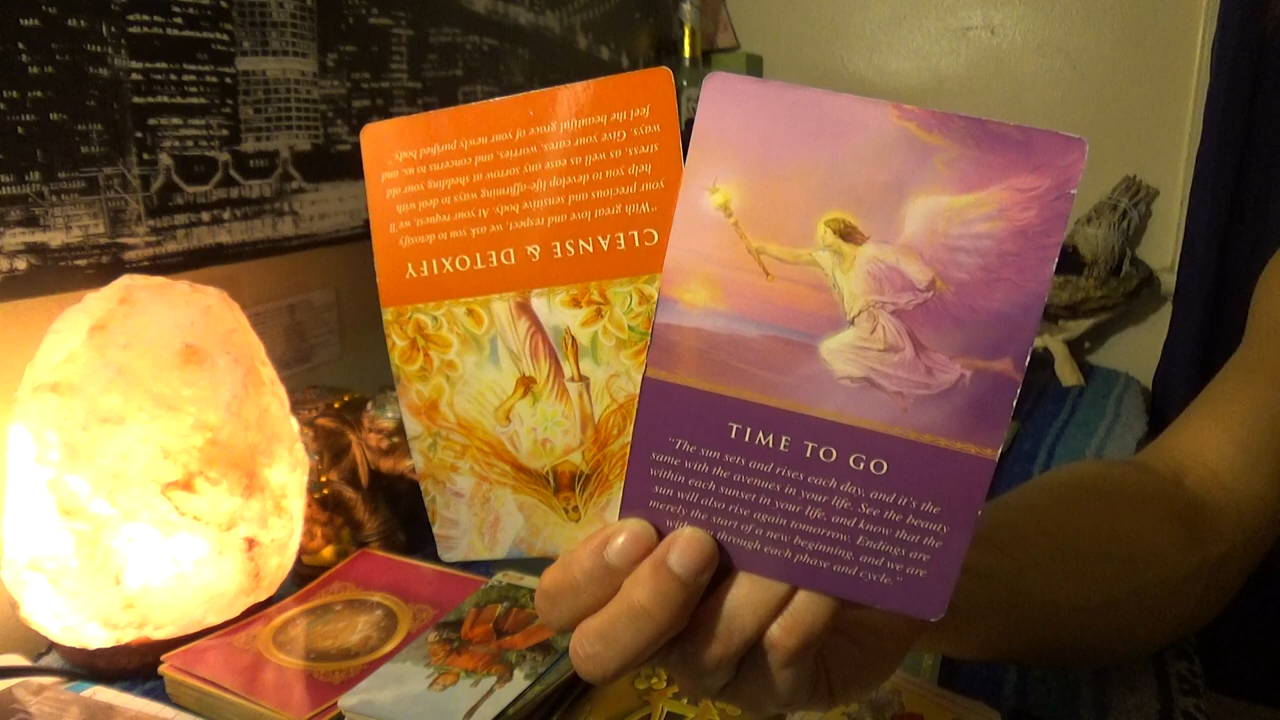 CLEANSE & DETOXIFY
"With great love and respect, we ask you to detoxify
your precious and sensitive body. At your request, we'll
help you to develop life-affirming ways to deal with
stress, as well as ease any sorrow at shedding your old
ways. Give your cares, worries, and concerns to us, and
feel the beautiful grace of your newly purified body."
TIME TO GO
"The sun sets and rises each day, and it's the
same with the avenues in your life. See the beauty
within each sunset in your life, and know that the
sun will also rise again tomorrow. Endings are
merely the start of a new beginning, and we are
through each phase and cycle."